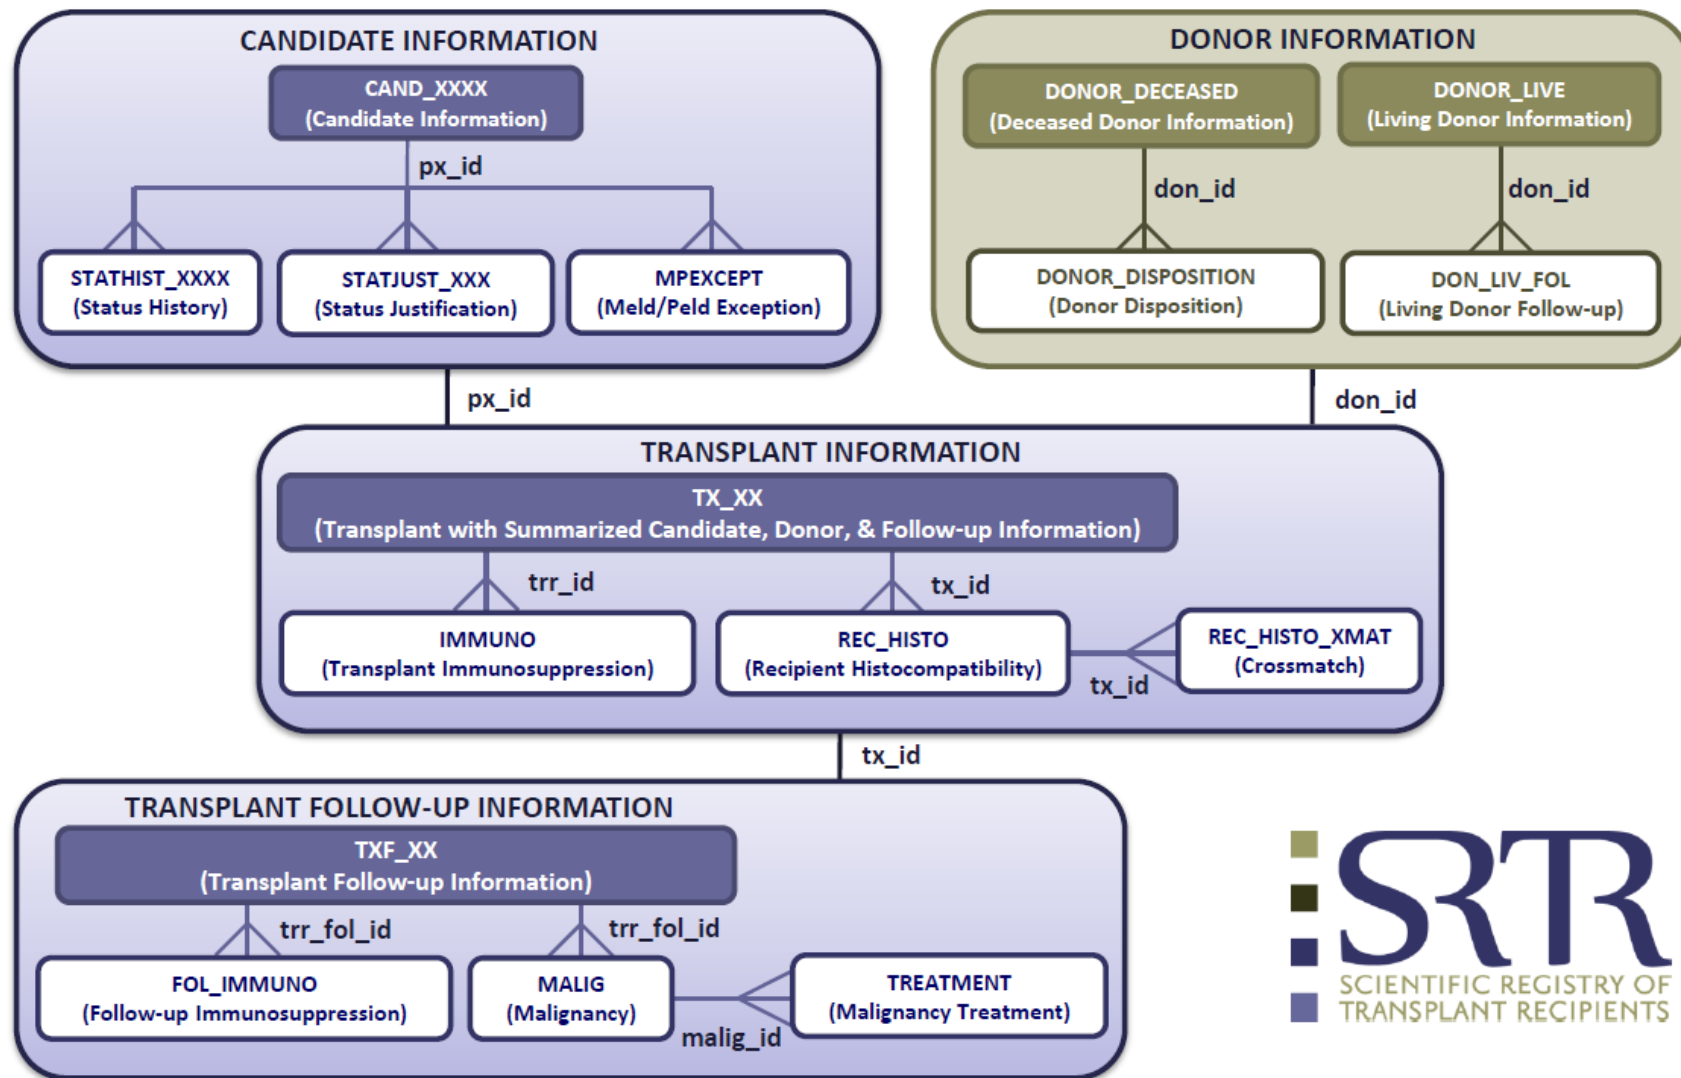 CANDIDATE INFORMATION
CAND_XXXX
(Candidate Information)
px_id
STATHIST_XXXX
(Status History)
STATJUST_XXX
(Status Justification)
MPEXCEPT
(Meld/Peld Exception)
DONOR INFORMATION
DONOR_DECEASED
(Deceased Donor Information)
DONOR_LIVE
(Living Donor Information)
don_id
don_id
DONOR_DISPOSITION
(Donor Disposition)
DON_LIV_FOL
(Living Donor Follow-up)
px_id
don_id
TRANSPLANT INFORMATION
TX_XX
(Transplant with Summarized Candidate, Donor, & Follow-up Information)
trr_id
tx_id
IMMUNO
(Transplant Immunosuppression)
REC_HISTO
(Recipient Histocompatibility)
tx_id
REC_HISTO_XMAT
(Crossmatch)
tx_id
TRANSPLANT FOLLOW-UP INFORMATION
TXF_XX
(Transplant Follow-up Information)
trr_fol_id
trr_fol_id
FOL_IMMUNO
(Follow-up Immunosuppression)
MALIG
(Malignancy)
malig_id
TREATMENT
(Malignancy Treatment)
SRTR
SCIENTIFIC REGISTRY OF
TRANSPLANT RECIPIENTS